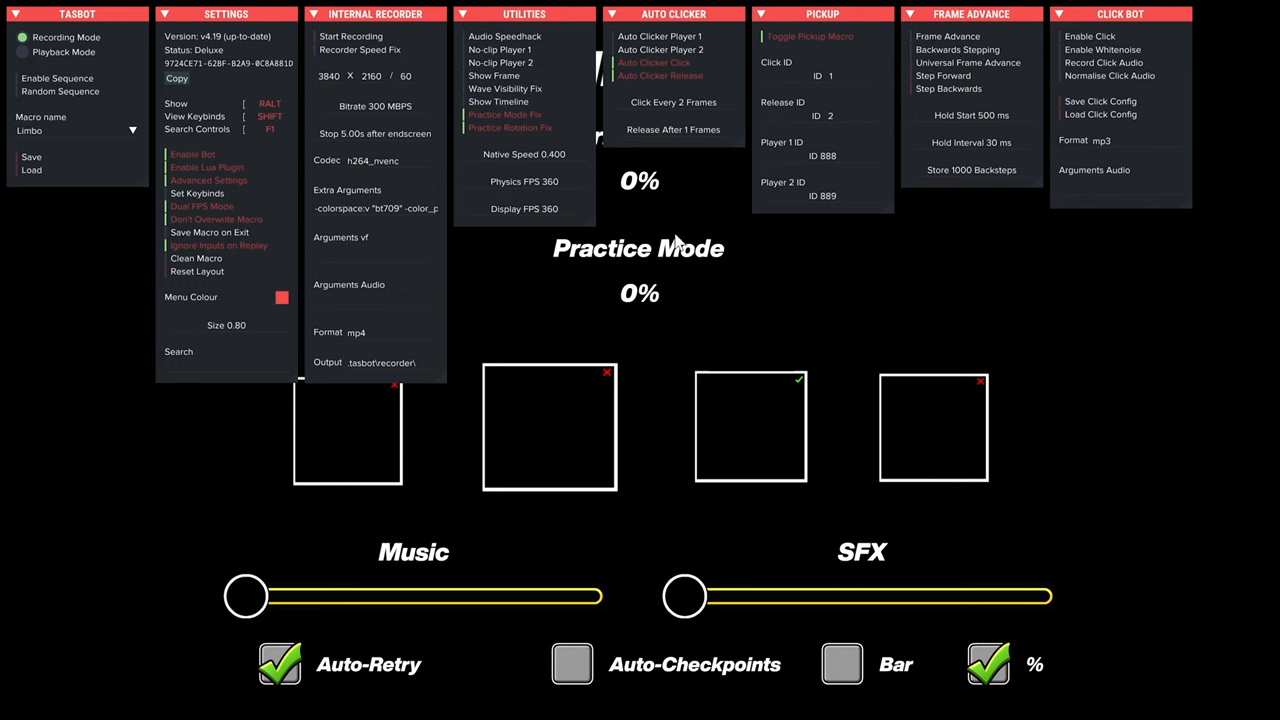 TASBOT
Recording Mode
Playback Mode
Enable Sequence
Random Sequence
Macro name
Limbo
Save
Load
SETTINGS
Version: v4.19 (up-to-date)
Status: Deluxe
9724CE71-62BF-B2A9-0C8A881D
Copy
Show [ RALT
View Keybinds [ SHIFT
Search Controls [ F1
Enable Bot
Enable Lua Plugin
Advanced Settings
Set Keybinds
Dual FPS Mode
Don't Overwrite Macro
Save Macro on Exit
Ignore Inputs on Replay
Clean Macro
Reset Layout
Menu Colour
Size 0.80
Search
INTERNAL RECORDER
Start Recording
Recorder Speed Fix
3840 X 2160 / 60
Bitrate 300 MBPS
Stop 5.00s after endscreen
Codec h264_nvenc
Extra Arguments
-colorspace:v "bt709" -color_p
Arguments vf
Arguments Audio
Format mp4
Output .tasbot\recorder\
UTILITIES
Audio Speedhack
No-clip Player 1
No-clip Player 2
Show Frame
Wave Visibility Fix
Show Timeline
Practice Mode Fix
Practice Rotation Fix
Native Speed 0.400
Physics FPS 360
Display FPS 360
AUTO CLICKER
Auto Clicker Player 1
Auto Clicker Player 2
Auto Clicker Click
Auto Clicker Release
Click Every 2 Frames
Release After 1 Frames
PICKUP
Toggle Pickup Macro
Click ID
ID 1
Release ID
ID 2
Player 1 ID
ID 888
Player 2 ID
ID 889
FRAME ADVANCE
Frame Advance
Backwards Stepping
Universal Frame Advance
Step Forward
Step Backwards
Hold Start 500 ms
Hold Interval 30 ms
Store 1000 Backsteps
CLICK BOT
Enable Click
Enable Whitenoise
Record Click Audio
Normalise Click Audio
Save Click Config
Load Click Config
Format mp3
Arguments Audio
0%
Practice Mode
0%
Music
SFX
Auto-Retry
Auto-Checkpoints
Bar
%